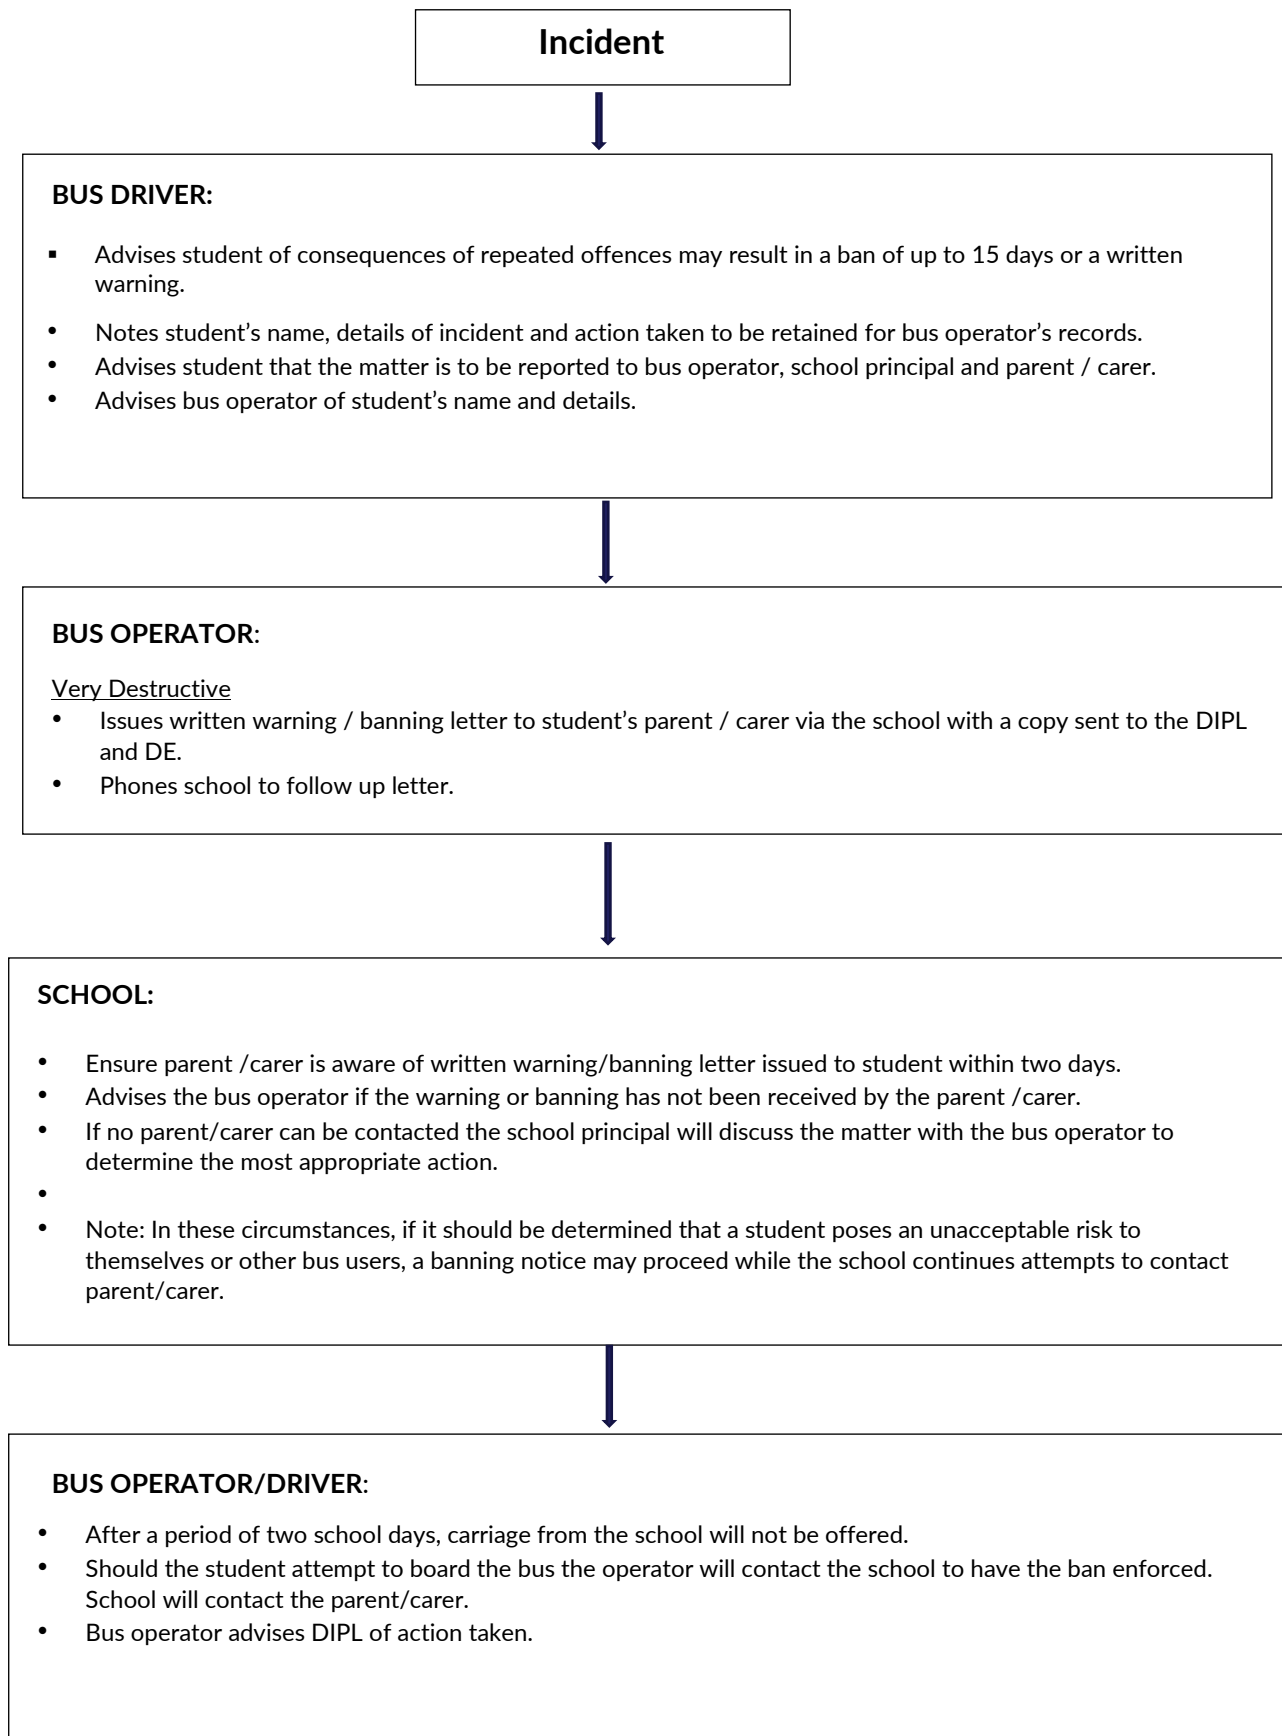 Incident
BUS DRIVER:
▪ Advises student of consequences of repeated offences may result in a ban of up to 15 days or a written
warning.
• Notes student’s name, details of incident and action taken to be retained for bus operator’s records.
• Advises student that the matter is to be reported to bus operator, school principal and parent / carer.
• Advises bus operator of student’s name and details.
BUS OPERATOR:
Very Destructive
• Issues written warning / banning letter to student’s parent / carer via the school with a copy sent to the DIPL
and DE.
• Phones school to follow up letter.
SCHOOL:
• Ensure parent /carer is aware of written warning/banning letter issued to student within two days.
• Advises the bus operator if the warning or banning has not been received by the parent /carer.
• If no parent/carer can be contacted the school principal will discuss the matter with the bus operator to
determine the most appropriate action.
•
• Note: In these circumstances, if it should be determined that a student poses an unacceptable risk to
themselves or other bus users, a banning notice may proceed while the school continues attempts to contact
parent/carer.
BUS OPERATOR/DRIVER:
• After a period of two school days, carriage from the school will not be offered.
• Should the student attempt to board the bus the operator will contact the school to have the ban enforced.
School will contact the parent/carer.
• Bus operator advises DIPL of action taken.